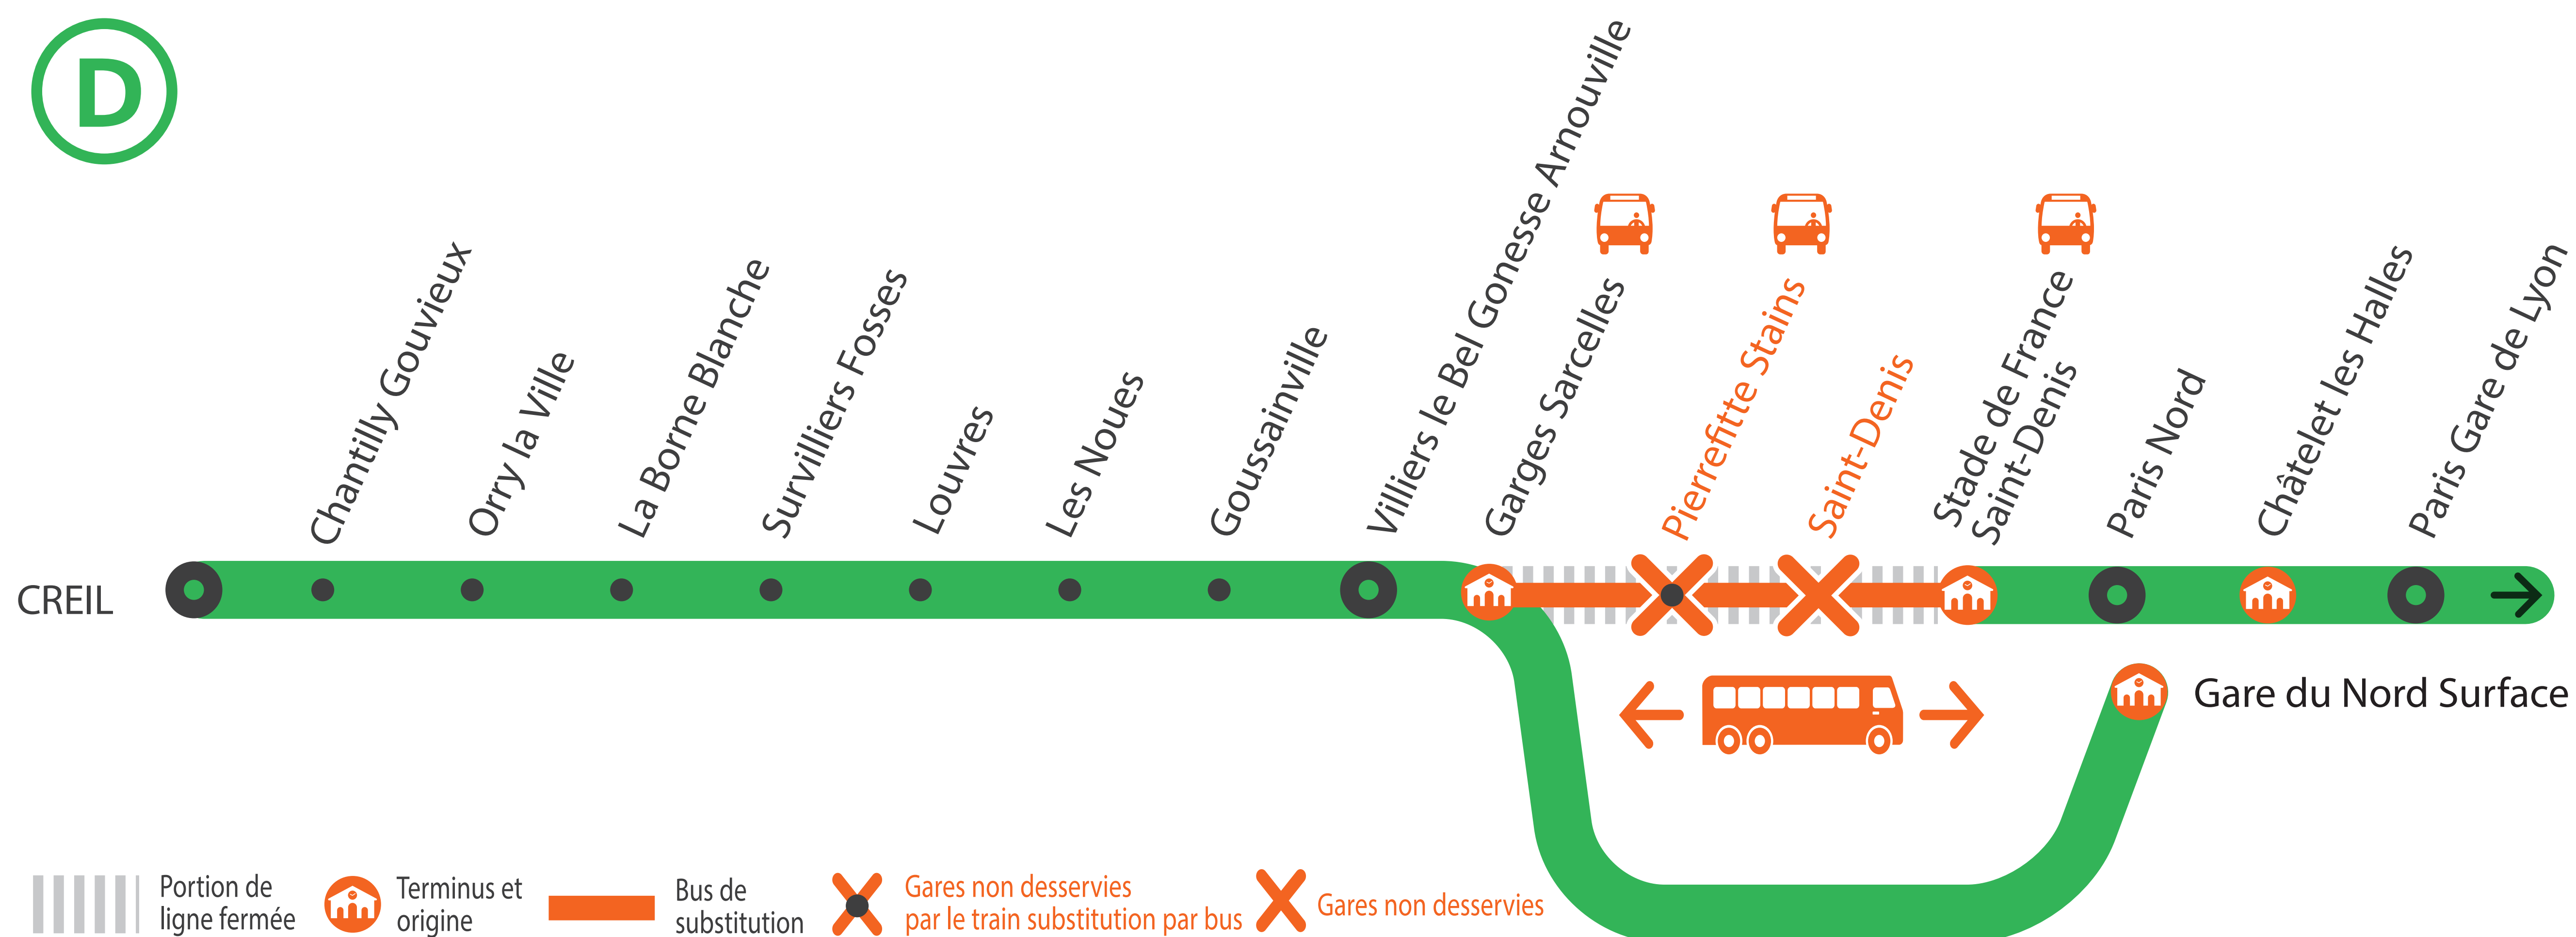 D
CREIL
Chantilly Gouvieux
Orry la Ville
La Borne Blanche
Survilliers Fosses
Louvres
Les Noues
Goussainville
Villiers le Bel Gonesse Arnouville
Garges Sarcelles
Pierrefitte Stains
Saint-Denis
Stade de France
Saint-Denis
Paris Nord
Châtelet les Halles
Paris Gare de Lyon
Gare du Nord Surface
Portion de
ligne fermée
Terminus et
origine
Bus de
substitution
Gares non desservies
par le train substitution par bus
Gares non desservies